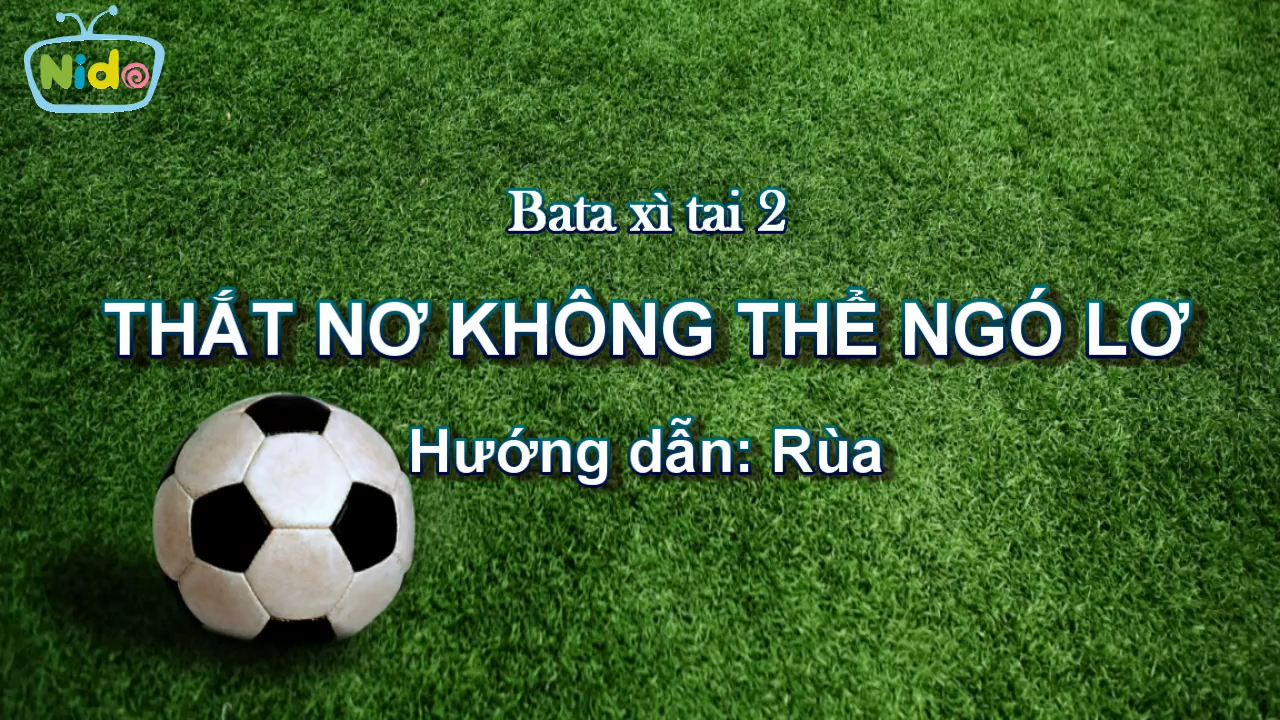 Nido
Bata xì tai 2
THẮT NƠ KHÔNG THỂ NGÓ LƠ
Hướng dẫn: Rùa